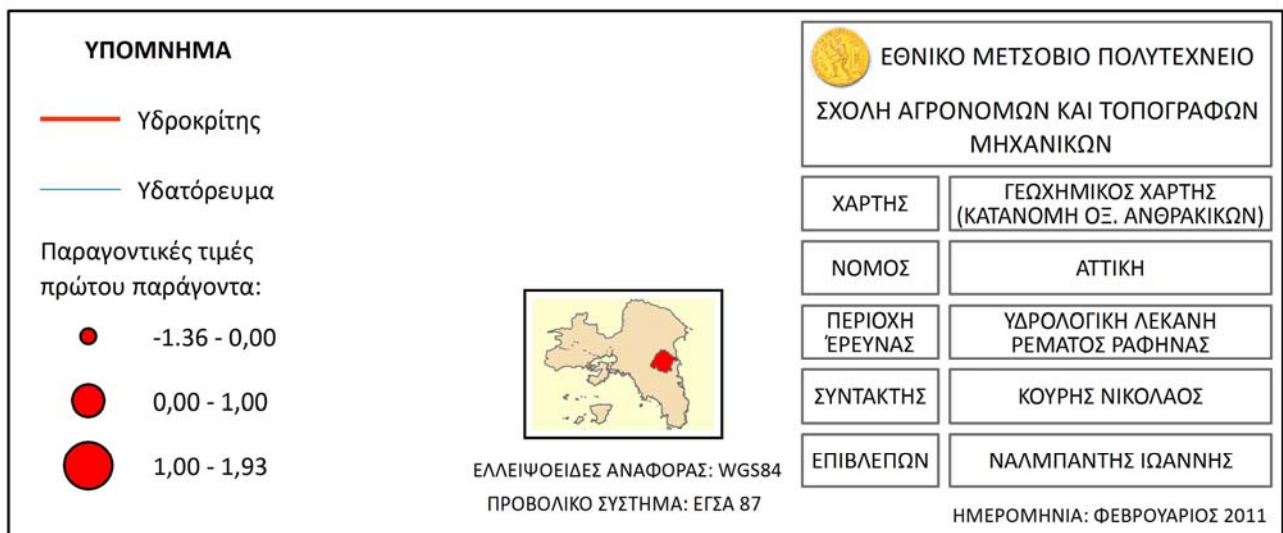 ΥΠΟΜΝΗΜΑ
Υδροκρίτης
Υδατόρευμα
Παραγοντικές τιμές
πρώτου παράγοντα:
-1.36 - 0,00
0,00 - 1,00
1,00 - 1,93
ΕΛΛΕΙΨΟΕΙΔΕΣ ΑΝΑΦΟΡΑΣ: WGS84
ΠΡΟΒΟΛΙΚΟ ΣΥΣΤΗΜΑ: ΕΓΣΑ 87
ΕΘΝΙΚΟ ΜΕΤΣΟΒΙΟ ΠΟΛΥΤΕΧΝΕΙΟ
ΣΧΟΛΗ ΑΓΡΟΝΟΜΩΝ ΚΑΙ ΤΟΠΟΓΡΑΦΩΝ
ΜΗΧΑΝΙΚΩΝ
ΧΑΡΤΗΣ
ΓΕΩΧΗΜΙΚΟΣ ΧΑΡΤΗΣ
(ΚΑΤΑΝΟΜΗ ΟΞ. ΑΝΘΡΑΚΙΚΩΝ)
ΝΟΜΟΣ
ΑΤΤΙΚΗ
ΠΕΡΙΟΧΗ
ΈΡΕΥΝΑΣ
ΥΔΡΟΛΟΓΙΚΗ ΛΕΚΑΝΗ
ΡΕΜΑΤΟΣ ΡΑΦΗΝΑΣ
ΣΥΝΤΑΚΤΗΣ
ΚΟΥΡΗΣ ΝΙΚΟΛΑΟΣ
ΕΠΙΒΛΕΠΩΝ
ΝΑΛΜΠΑΝΤΗΣ ΙΩΑΝΝΗΣ
ΗΜΕΡΟΜΗΝΙΑ: ΦΕΒΡΟΥΑΡΙΟΣ 2011